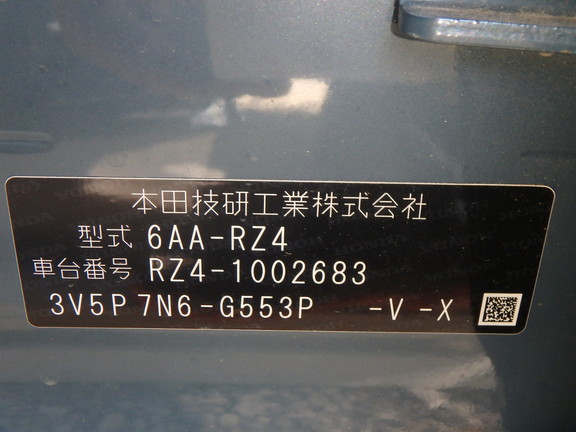 本田技研工業株式会社
型式 6AA-RZ4
車台番号 RZ4-1002683
3V5P 7N6-G553P -V -X